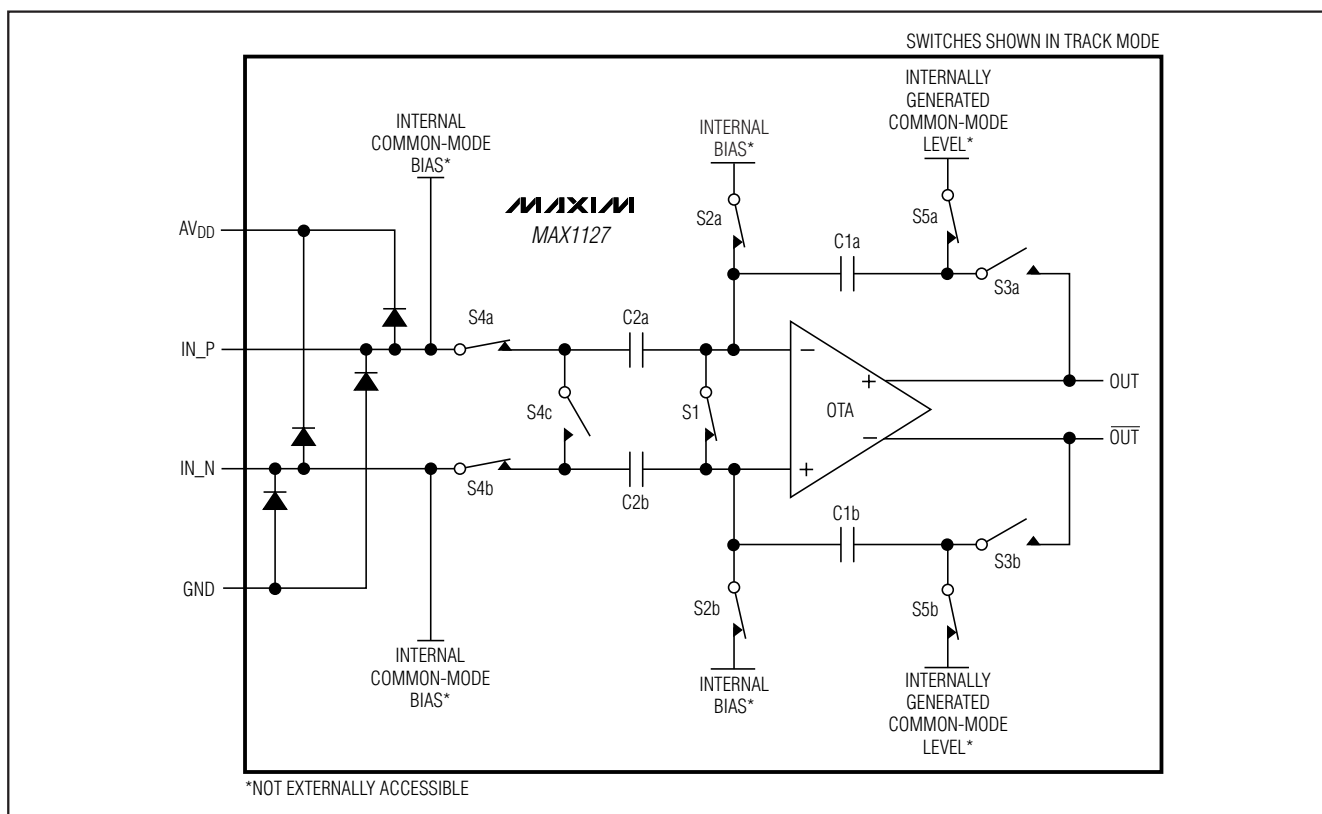 SWITCHES SHOWN IN TRACK MODE
INTERNALLY
GENERATED
COMMON-MODE
LEVEL*
INTERNAL
COMMON-MODE
BIAS*
INTERNAL
BIAS*
MAXIM
MAX1127
S2a
S5a
AVDD
C1a
S3a
S4a
C2a
IN_P
+
−
OUT
S4c
S1
OTA
−
OUT
IN_N
+
S4b
C2b
C1b
S3b
GND
S2b
S5b
INTERNAL
COMMON-MODE
BIAS*
INTERNAL
BIAS*
INTERNALLY
GENERATED
COMMON-MODE
LEVEL*
*NOT EXTERNALLY ACCESSIBLE